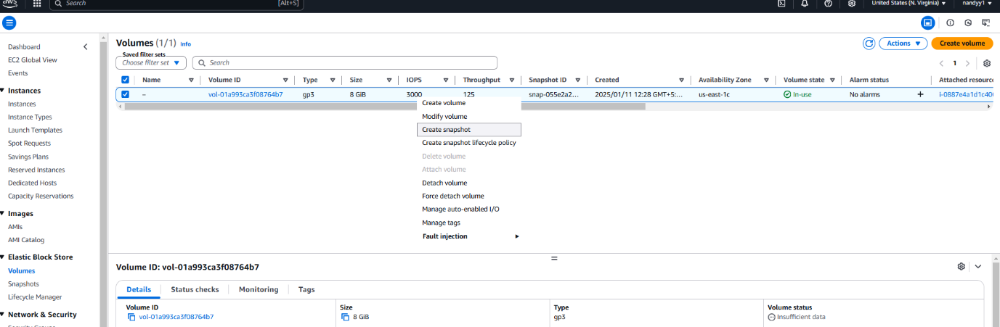 aws Search [Alt+S] United States (N. Virginia) nandyy1
Dashboard
EC2 Global View
Events
Instances
Instances
Instance Types
Launch Templates
Spot Requests
Savings Plans
Reserved Instances
Dedicated Hosts
Capacity Reservations
Images
AMIs
AMI Catalog
Elastic Block Store
Volumes
Snapshots
Lifecycle Manager
Network & Security
Volumes (1/1) Info
Actions Create volume
Saved filter sets
Choose filter set Search
1
Name Volume ID Type Size IOPS Throughput Snapshot ID Created Availability Zone Volume state Alarm status Attached resource
– vol-01a993ca3f08764b7 gp3 8 GiB 3000 125 snap-055e2a2... 2025/01/11 12:28 GMT+5:... us-east-1c In-use No alarms + i-0887e4a1d1c40
Create volume
Modify volume
Create snapshot
Create snapshot lifecycle policy
Delete volume
Attach volume
Detach volume
Force detach volume
Manage auto-enabled I/O
Manage tags
Fault injection
Volume ID: vol-01a993ca3f08764b7
Details Status checks Monitoring Tags
Volume ID Size Type Volume status
vol-01a993ca3f08764b7 8 GiB gp3 Insufficient data